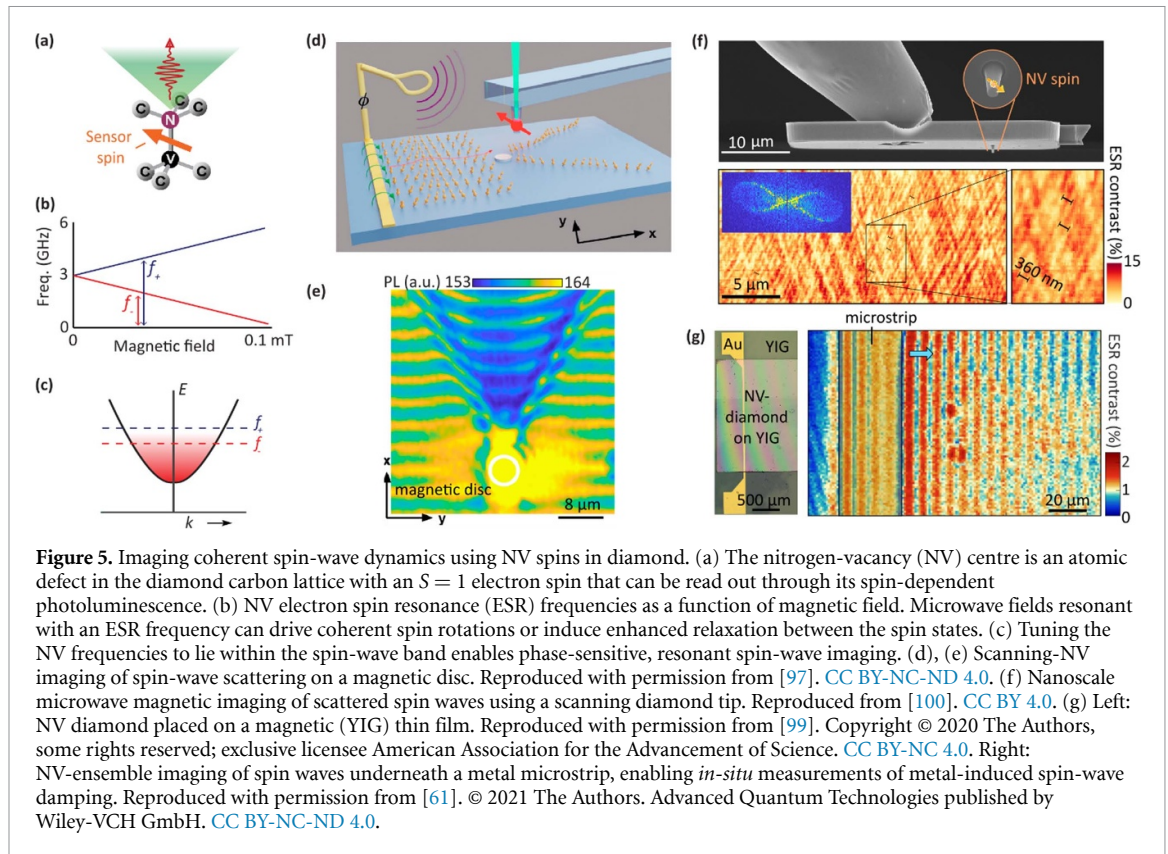 (a)
C
C
C
N
C
Sensor
spin
V
C
C
C
(b)
6
Freq. (GHz)
3
0
f₊
f₋
0
Magnetic field
0.1 mT
(c)
E
f₊
f₋
k
(d)
ϕ
y
x
(e)
PL (a.u.) 153
164
x
magnetic disc
y
8 μm
(f)
NV spin
10 μm
5 μm
360 nm
ESR contrast (%)
15
0
(g)
microstrip
Au
YIG
NV-
diamond
on YIG
500 μm
20 μm
ESR contrast (%)
2
1
0
Figure 5. Imaging coherent spin-wave dynamics using NV spins in diamond. (a) The nitrogen-vacancy (NV) centre is an atomic
defect in the diamond carbon lattice with an S = 1 electron spin that can be read out through its spin-dependent
photoluminescence. (b) NV electron spin resonance (ESR) frequencies as a function of magnetic field. Microwave fields resonant
with an ESR frequency can drive coherent spin rotations or induce enhanced relaxation between the spin states. (c) Tuning the
NV frequencies to lie within the spin-wave band enables phase-sensitive, resonant spin-wave imaging. (d), (e) Scanning-NV
imaging of spin-wave scattering on a magnetic disc. Reproduced with permission from [97]. CC BY-NC-ND 4.0. (f) Nanoscale
microwave magnetic imaging of scattered spin waves using a scanning diamond tip. Reproduced from [100]. CC BY 4.0. (g) Left:
NV diamond placed on a magnetic (YIG) thin film. Reproduced with permission from [99]. Copyright © 2020 The Authors,
some rights reserved; exclusive licensee American Association for the Advancement of Science. CC BY-NC 4.0. Right:
NV-ensemble imaging of spin waves underneath a metal microstrip, enabling in-situ measurements of metal-induced spin-wave
damping. Reproduced with permission from [61]. © 2021 The Authors. Advanced Quantum Technologies published by
Wiley-VCH GmbH. CC BY-NC-ND 4.0.